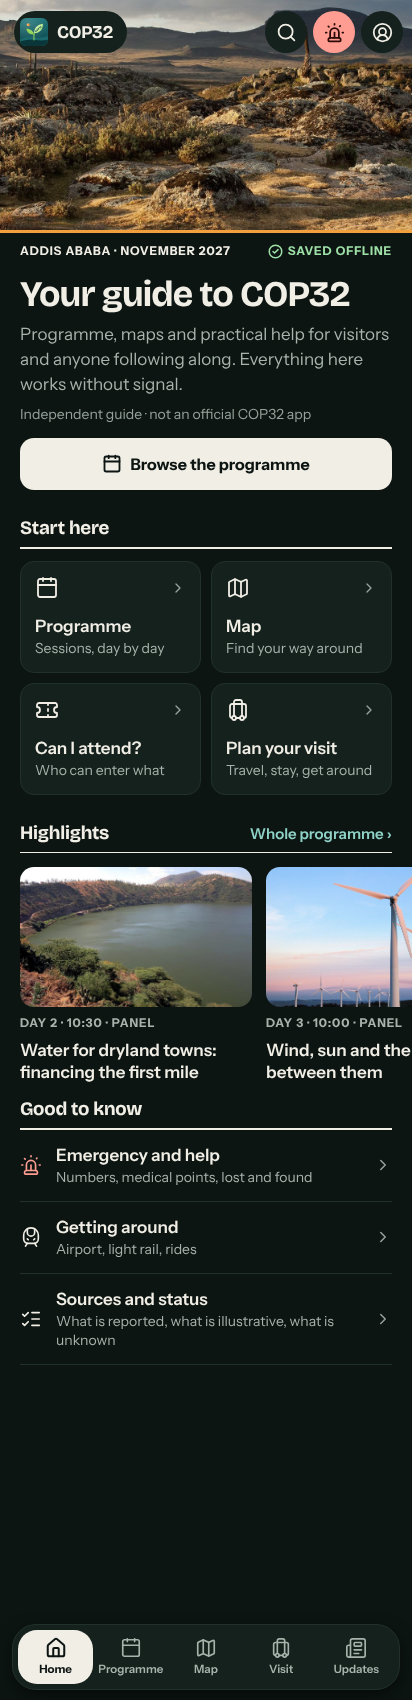 COP32
ADDIS ABABA · NOVEMBER 2027
SAVED OFFLINE
Your guide to COP32
Programme, maps and practical help for visitors
and anyone following along. Everything here
works without signal.
Independent guide · not an official COP32 app
Browse the programme
Start here
Programme
Sessions, day by day
Map
Find your way around
Can I attend?
Who can enter what
Plan your visit
Travel, stay, get around
Highlights
Whole programme ›
DAY 2 · 10:30 · PANEL
Water for dryland towns:
financing the first mile
DAY 3 · 10:00 · PANEL
Wind, sun and the
between them
Good to know
Emergency and help
Numbers, medical points, lost and found
Getting around
Airport, light rail, rides
Sources and status
What is reported, what is illustrative, what is
unknown
Home
Programme
Map
Visit
Updates